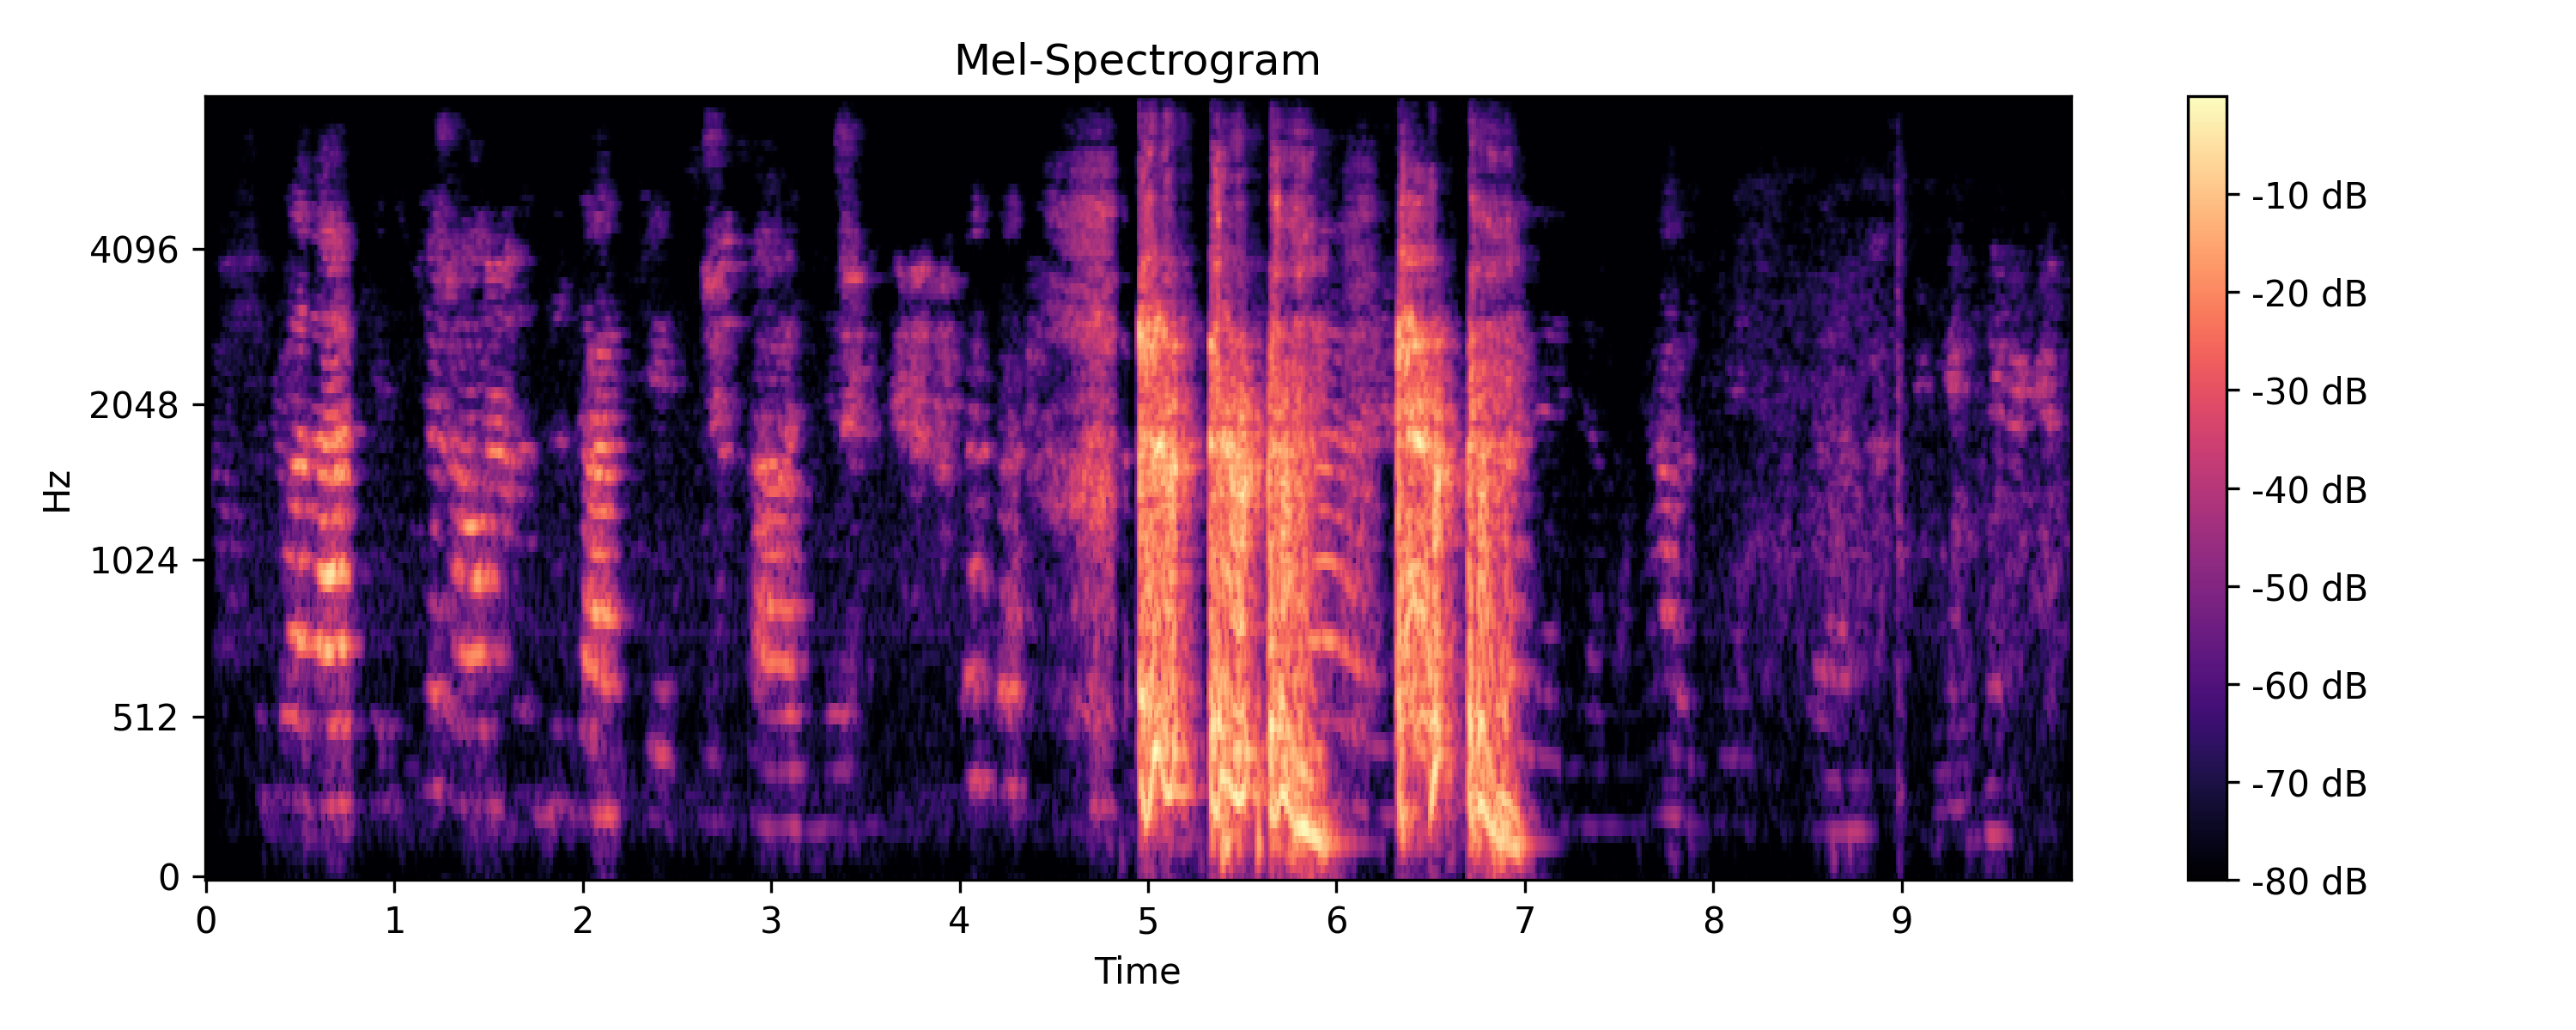 Mel-Spectrogram
Hz
4096
2048
1024
512
0
0 1 2 3 4 5 6 7 8 9
Time
-10 dB
-20 dB
-30 dB
-40 dB
-50 dB
-60 dB
-70 dB
-80 dB